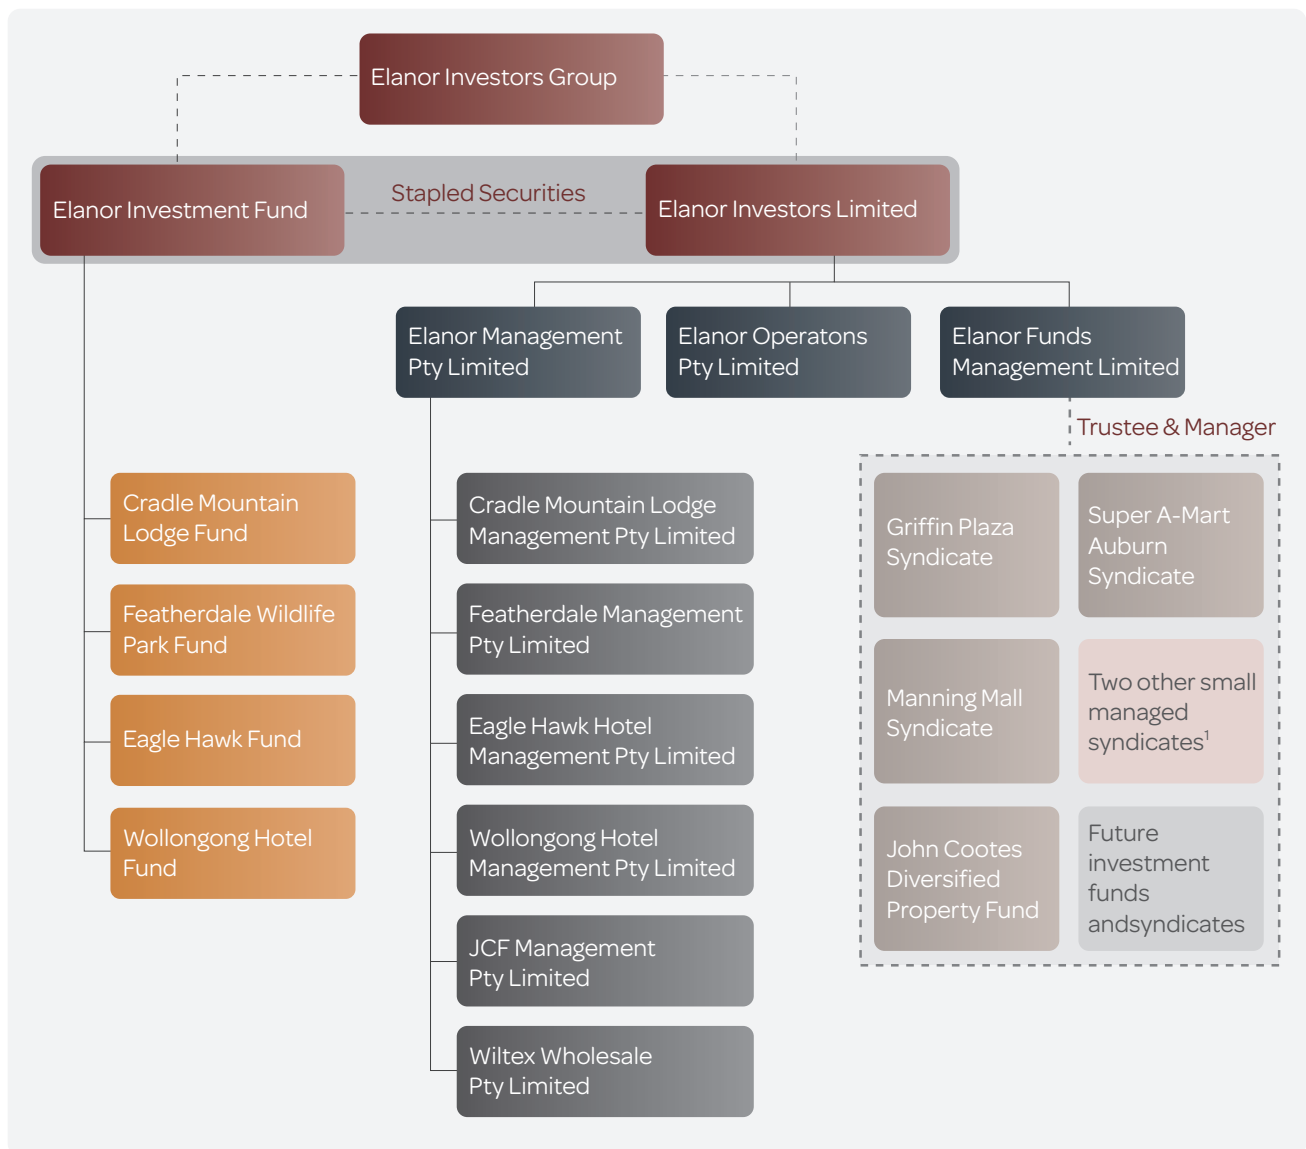 Elanor Investors Group
Stapled Securities
Elanor Investment Fund
Elanor Investors Limited
Elanor Management
Pty Limited
Elanor Operatons
Pty Limited
Elanor Funds
Management Limited
Trustee & Manager
Cradle Mountain
Lodge Fund
Featherdale Wildlife
Park Fund
Eagle Hawk Fund
Wollongong Hotel
Fund
Cradle Mountain Lodge
Management Pty Limited
Featherdale Management
Pty Limited
Eagle Hawk Hotel
Management Pty Limited
Wollongong Hotel
Management Pty Limited
JCF Management
Pty Limited
Wiltex Wholesale
Pty Limited
Griffin Plaza
Syndicate
Super A-Mart
Auburn
Syndicate
Manning Mall
Syndicate
Two other small
managed
syndicates¹
John Cootes
Diversified
Property Fund
Future
investment
funds
andsyndicates